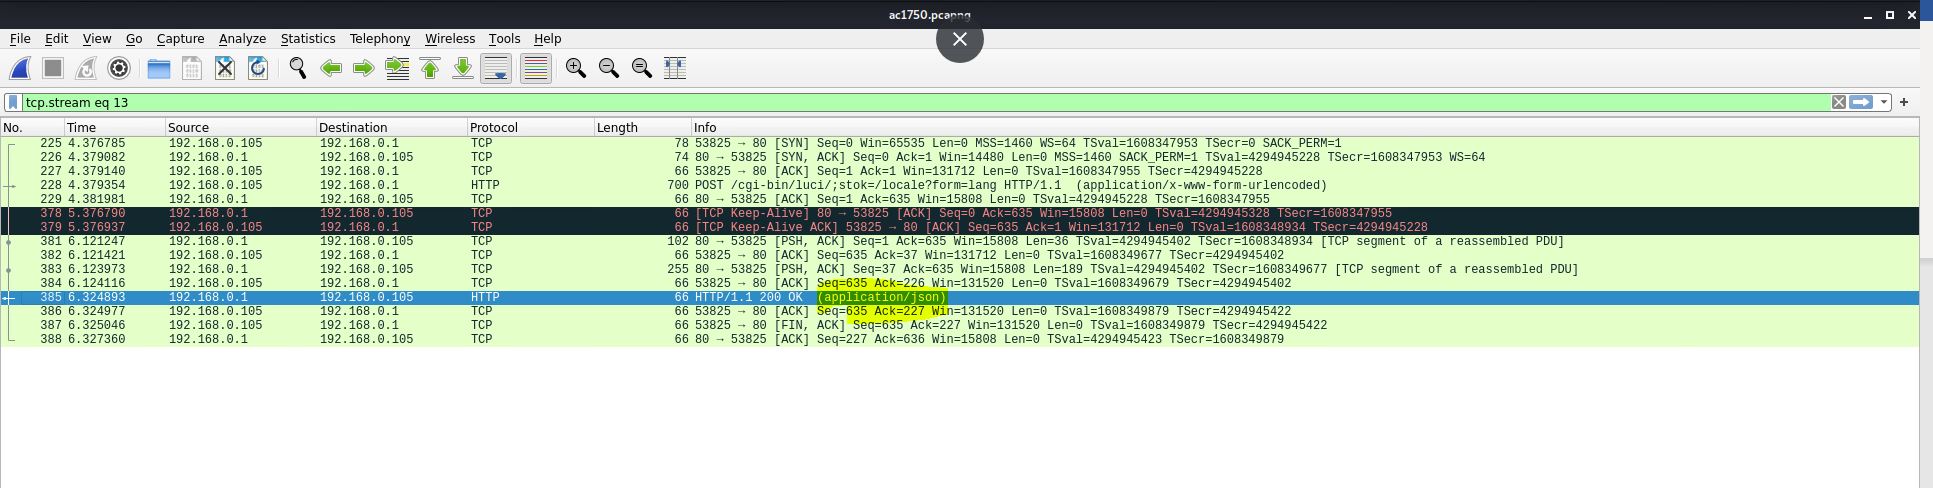 ac1750.pcapng
File Edit View Go Capture Analyze Statistics Telephony Wireless Tools Help
tcp.stream eq 13
No. Time Source Destination Protocol Length Info
225 4.376785 192.168.0.105 192.168.0.1 TCP 78 53825 → 80 [SYN] Seq=0 Win=65535 Len=0 MSS=1460 WS=64 TSval=1608347953 TSecr=0 SACK_PERM=1
226 4.379082 192.168.0.1 192.168.0.105 TCP 74 80 → 53825 [SYN, ACK] Seq=0 Ack=1 Win=14480 Len=0 MSS=1460 SACK_PERM=1 TSval=4294945228 TSecr=1608347953 WS=64
227 4.379140 192.168.0.105 192.168.0.1 TCP 66 53825 → 80 [ACK] Seq=1 Ack=1 Win=131712 Len=0 TSval=1608347955 TSecr=4294945228
228 4.379354 192.168.0.105 192.168.0.1 HTTP 700 POST /cgi-bin/luci/;stok=/locale?form=lang HTTP/1.1 (application/x-www-form-urlencoded)
229 4.381981 192.168.0.1 192.168.0.105 TCP 66 80 → 53825 [ACK] Seq=1 Ack=635 Win=15808 Len=0 TSval=4294945228 TSecr=1608347955
378 5.376790 192.168.0.1 192.168.0.105 TCP 66 [TCP Keep-Alive] 80 → 53825 [ACK] Seq=0 Ack=635 Win=15808 Len=0 TSval=4294945328 TSecr=1608347955
379 5.376937 192.168.0.105 192.168.0.1 TCP 66 [TCP Keep-Alive ACK] 53825 → 80 [ACK] Seq=635 Ack=1 Win=131712 Len=0 TSval=1608348934 TSecr=4294945228
381 6.121247 192.168.0.1 192.168.0.105 TCP 102 80 → 53825 [PSH, ACK] Seq=1 Ack=635 Win=15808 Len=36 TSval=4294945402 TSecr=1608348934 [TCP segment of a reassembled PDU]
382 6.121421 192.168.0.105 192.168.0.1 TCP 66 53825 → 80 [ACK] Seq=635 Ack=37 Win=131712 Len=0 TSval=1608349677 TSecr=4294945402
383 6.123973 192.168.0.1 192.168.0.105 TCP 255 80 → 53825 [PSH, ACK] Seq=37 Ack=635 Win=15808 Len=189 TSval=4294945402 TSecr=1608349677 [TCP segment of a reassembled PDU]
384 6.124116 192.168.0.105 192.168.0.1 TCP 66 53825 → 80 [ACK] Seq=635 Ack=226 Win=131520 Len=0 TSval=1608349679 TSecr=4294945402
385 6.324893 192.168.0.1 192.168.0.105 HTTP 66 HTTP/1.1 200 OK (application/json)
386 6.324977 192.168.0.105 192.168.0.1 TCP 66 53825 → 80 [ACK] Seq=635 Ack=227 Win=131520 Len=0 TSval=1608349879 TSecr=4294945422
387 6.325046 192.168.0.105 192.168.0.1 TCP 66 53825 → 80 [FIN, ACK] Seq=635 Ack=227 Win=131520 Len=0 TSval=1608349879 TSecr=4294945422
388 6.327360 192.168.0.1 192.168.0.105 TCP 66 80 → 53825 [ACK] Seq=227 Ack=636 Win=15808 Len=0 TSval=4294945423 TSecr=1608349879